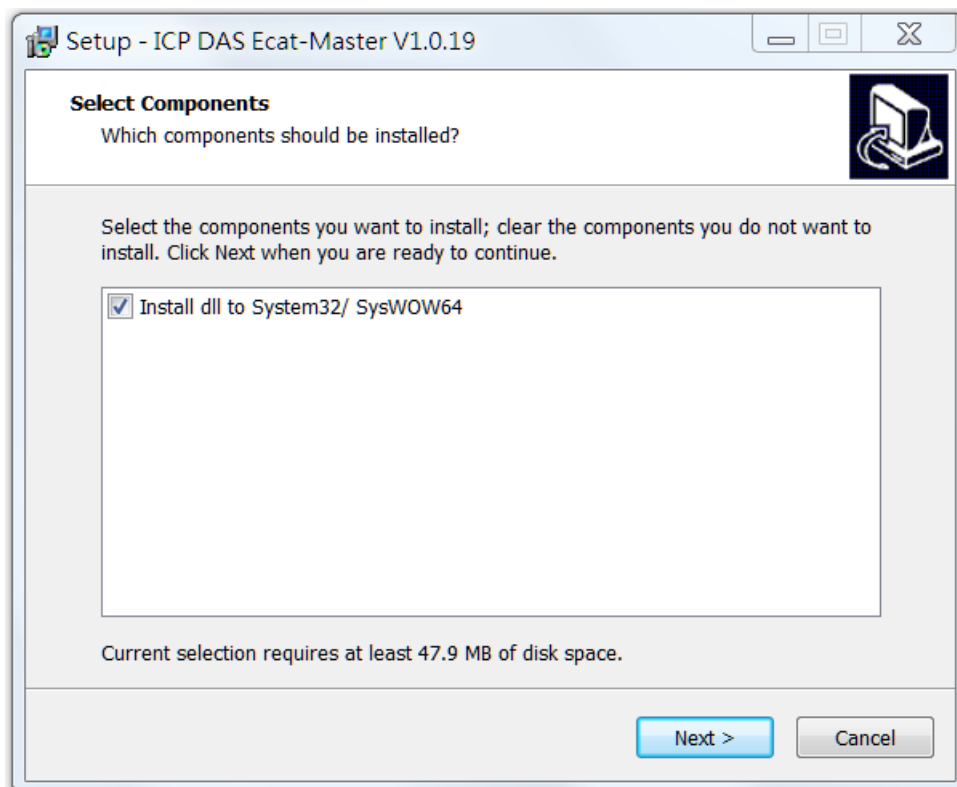 Setup - ICP DAS Ecat-Master V1.0.19
Select Components
Which components should be installed?
Select the components you want to install; clear the components you do not want to
install. Click Next when you are ready to continue.
Install dll to System32/ SysWOW64
Current selection requires at least 47.9 MB of disk space.
Next >
Cancel